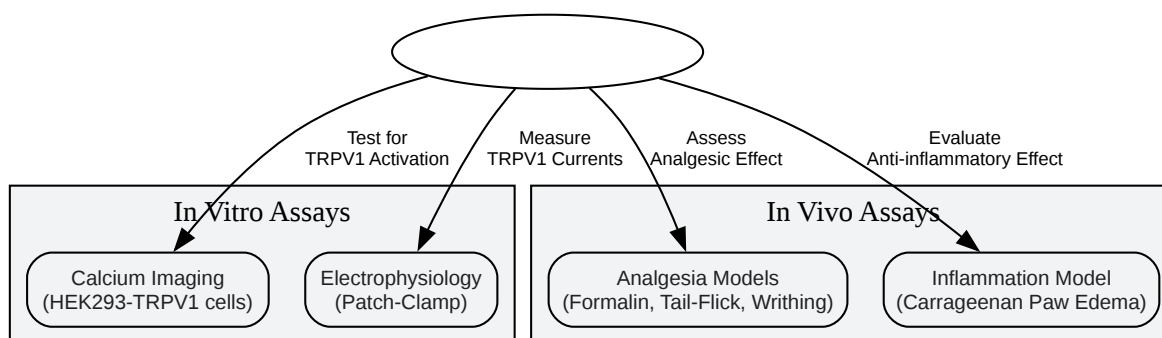 Test for
TRPV1 Activation
Measure
TRPV1 Currents
Assess
Analgesic Effect
Evaluate
Anti-inflammatory Effect
In Vitro Assays
In Vivo Assays
Calcium Imaging
(HEK293-TRPV1 cells)
Electrophysiology
(Patch-Clamp)
Analgesia Models
(Formalin, Tail-Flick, Writhing)
Inflammation Model
(Carrageenan Paw Edema)